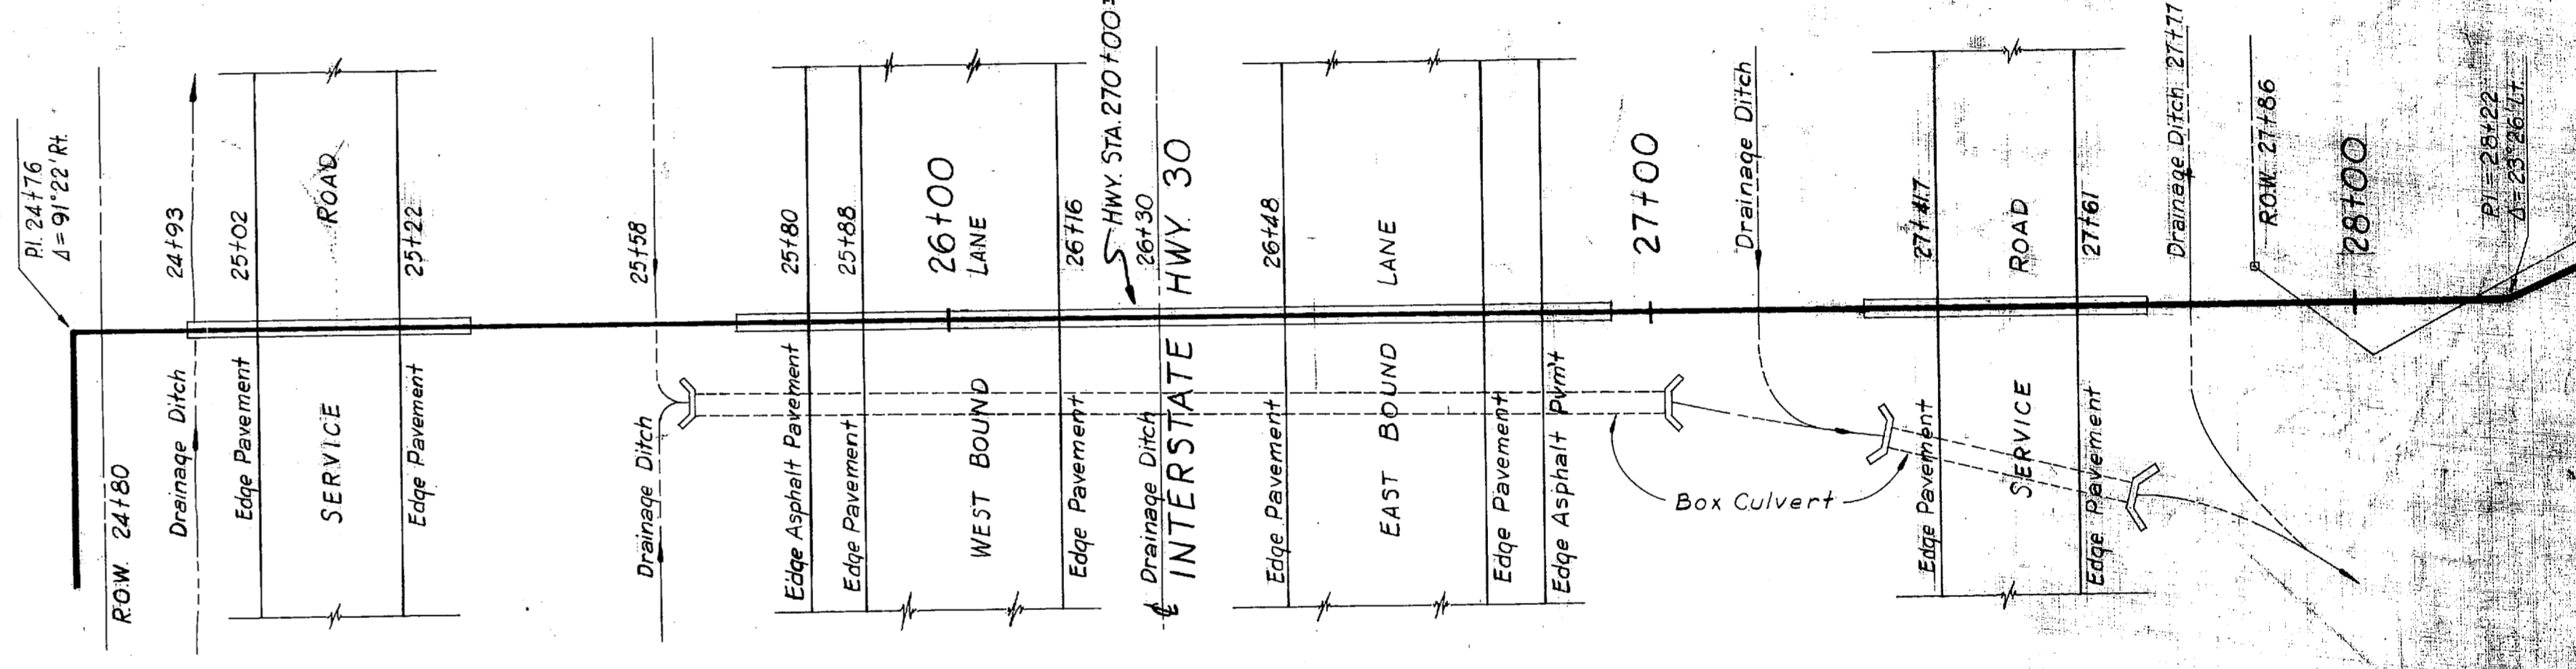 P.I. 24+76
Δ = 91°22' Rt.
R.O.W. 24+80
24+93
Drainage Ditch
25+02
Edge Pavement
ROAD
SERVICE
25+22
Edge Pavement
25+58
Drainage Ditch
25+80
Edge Asphalt Pavement
25+88
Edge Pavement
26+00
LANE
WEST BOUND
26+76
Edge Pavement
HWY. STA. 270+00=
26+30
Drainage Ditch
℄ INTERSTATE HWY. 30
26+48
Edge Pavement
LANE
EAST BOUND
Edge Pavement
Edge Asphalt Pvm't
27+00
Box Culvert
Drainage Ditch
Edge Pavement
ROAD
SERVICE
27+61
Edge Pavement
Drainage Ditch 27+77
R.O.W. 27+86
28+00
P.I. = 28+22
Δ = 23°26' Lt.